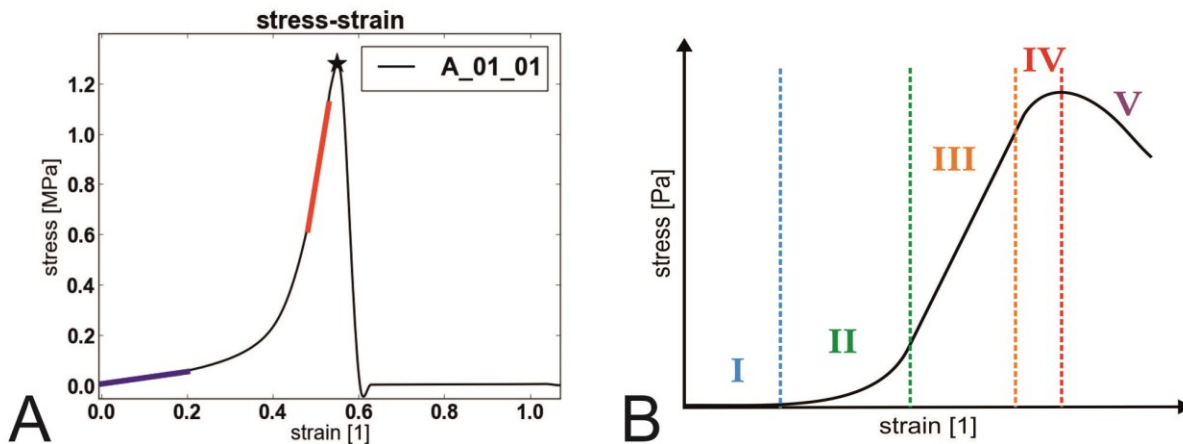 stress-strain
A_01_01
stress [MPa]
1.2
1.0
0.8
0.6
0.4
0.2
0.0
0.0 0.2 0.4 0.6 0.8 1.0
strain [1]
A
stress [Pa]
I
II
III
IV
V
strain [1]
B